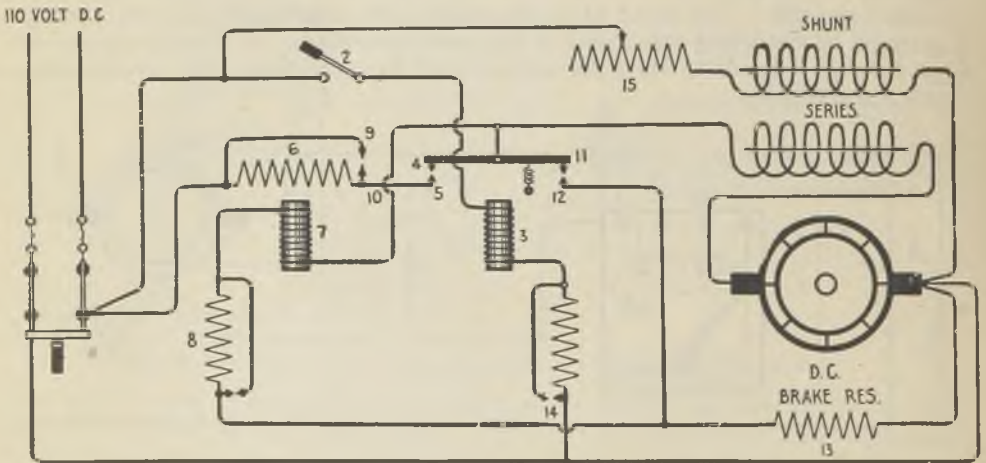 110 VOLT D.C
SHUNT
2
15
SERIES
9
6
4
11
10
5
12
7
3
8
D.C.
BRAKE RES.
14
13